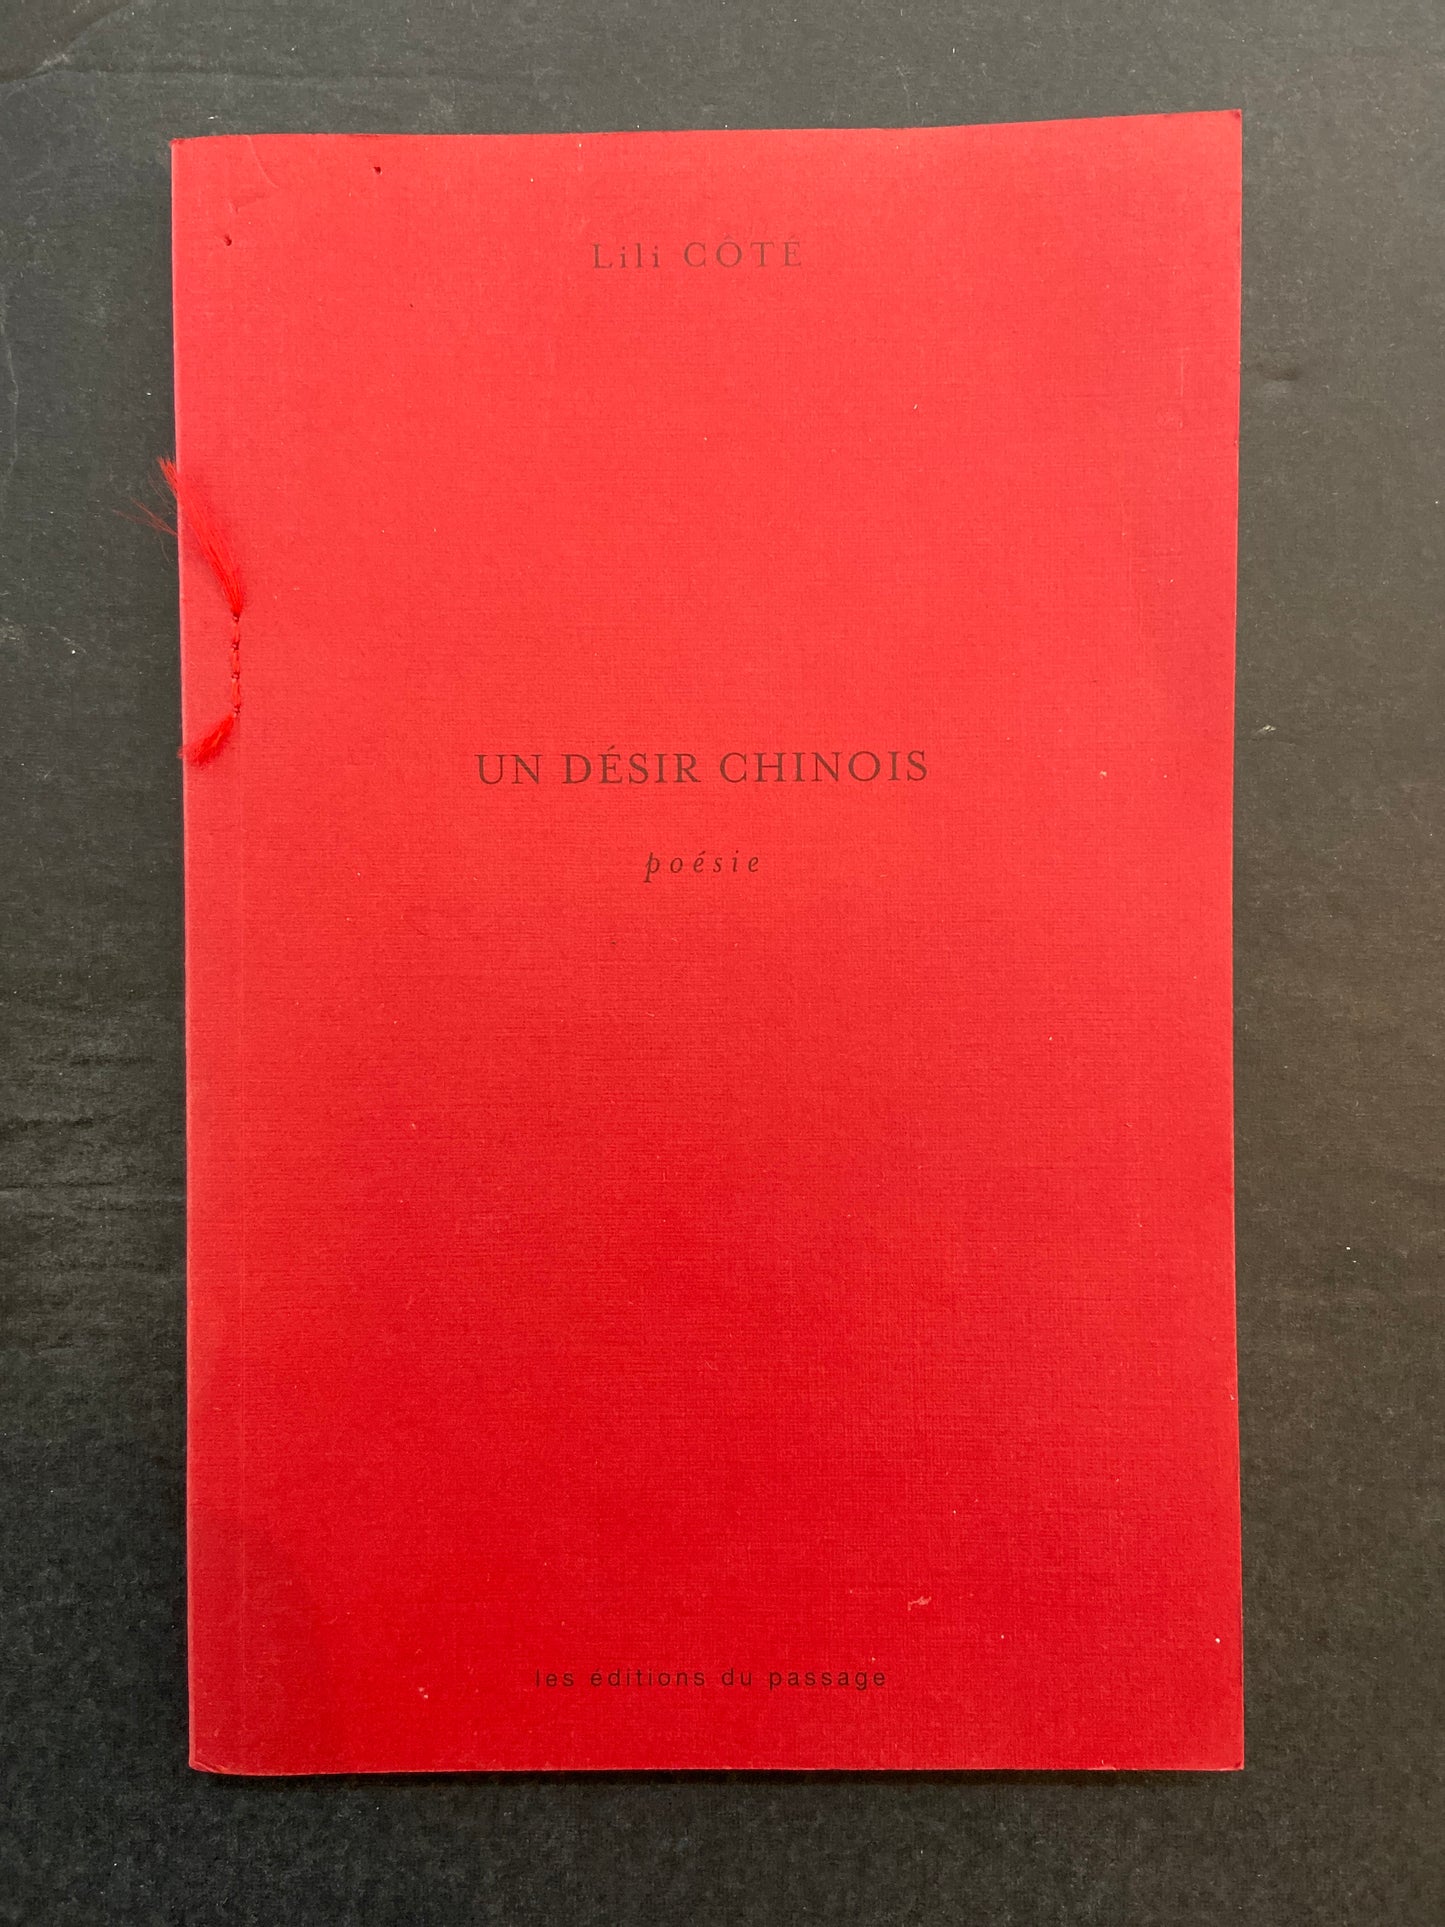 Lili CÔTÉ
UN DÉSIR CHINOIS
poésie
les éditions du passage